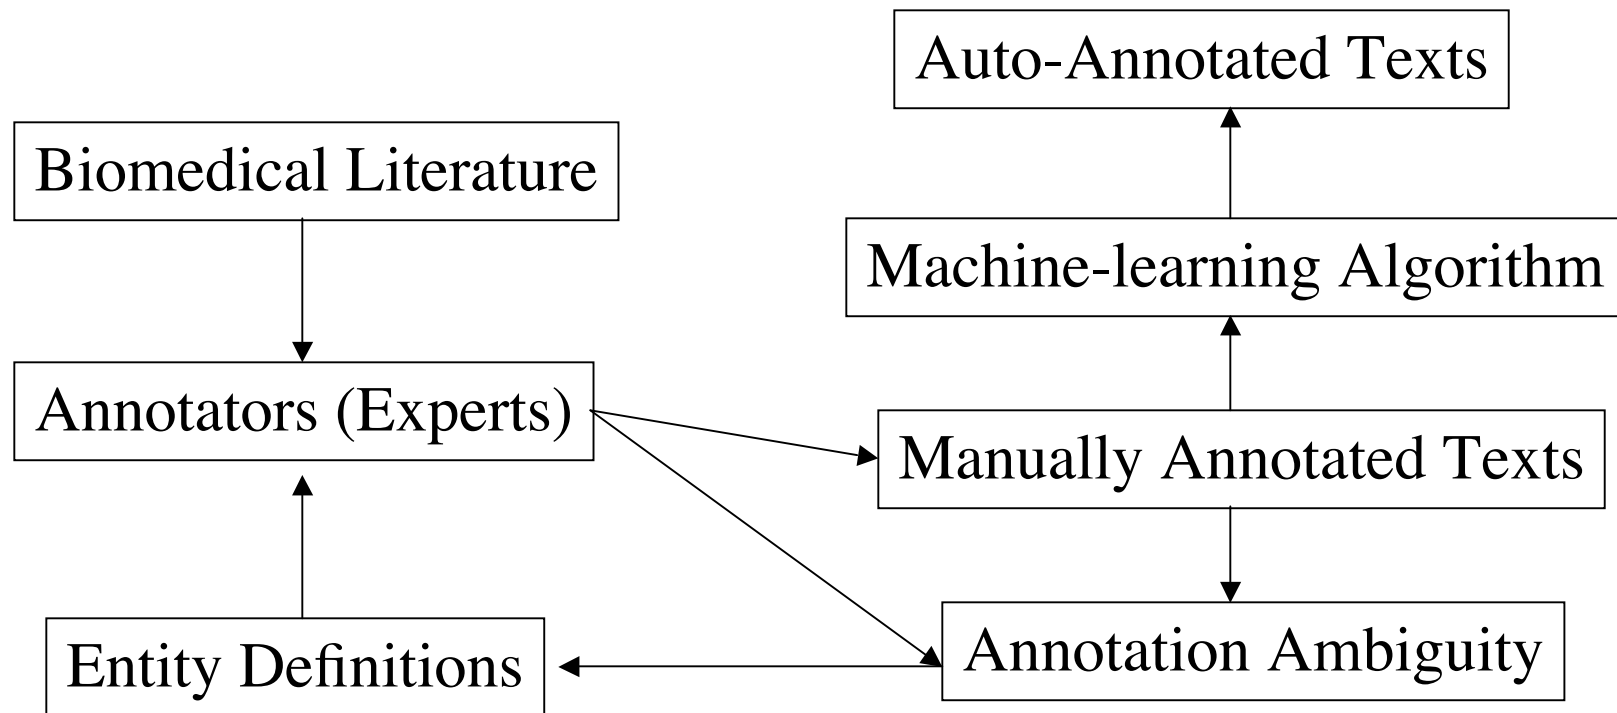 Auto-Annotated Texts
Biomedical Literature
Machine-learning Algorithm
Annotators (Experts)
Manually Annotated Texts
Entity Definitions
Annotation Ambiguity